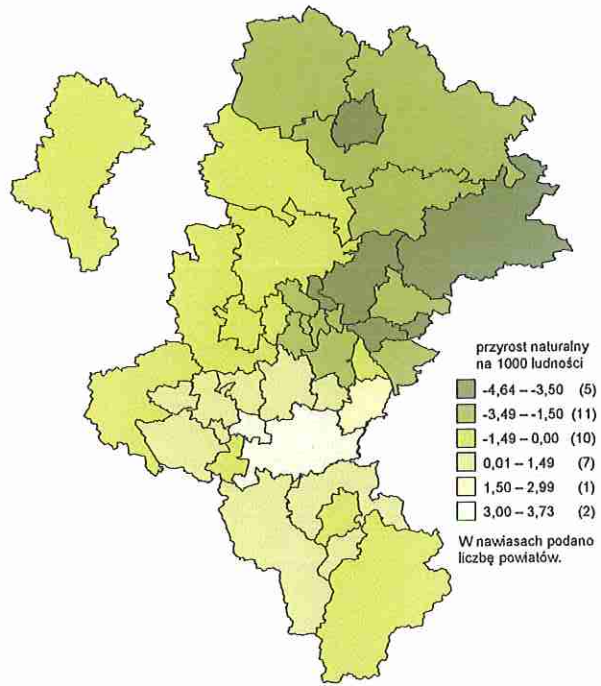 przyrost naturalny
na 1000 ludności
-4,64 – -3,50 (5)
-3,49 – -1,50 (11)
-1,49 – 0,00 (10)
0,01 – 1,49 (7)
1,50 – 2,99 (1)
3,00 – 3,73 (2)
W nawiasach podano
liczbę powiatów.